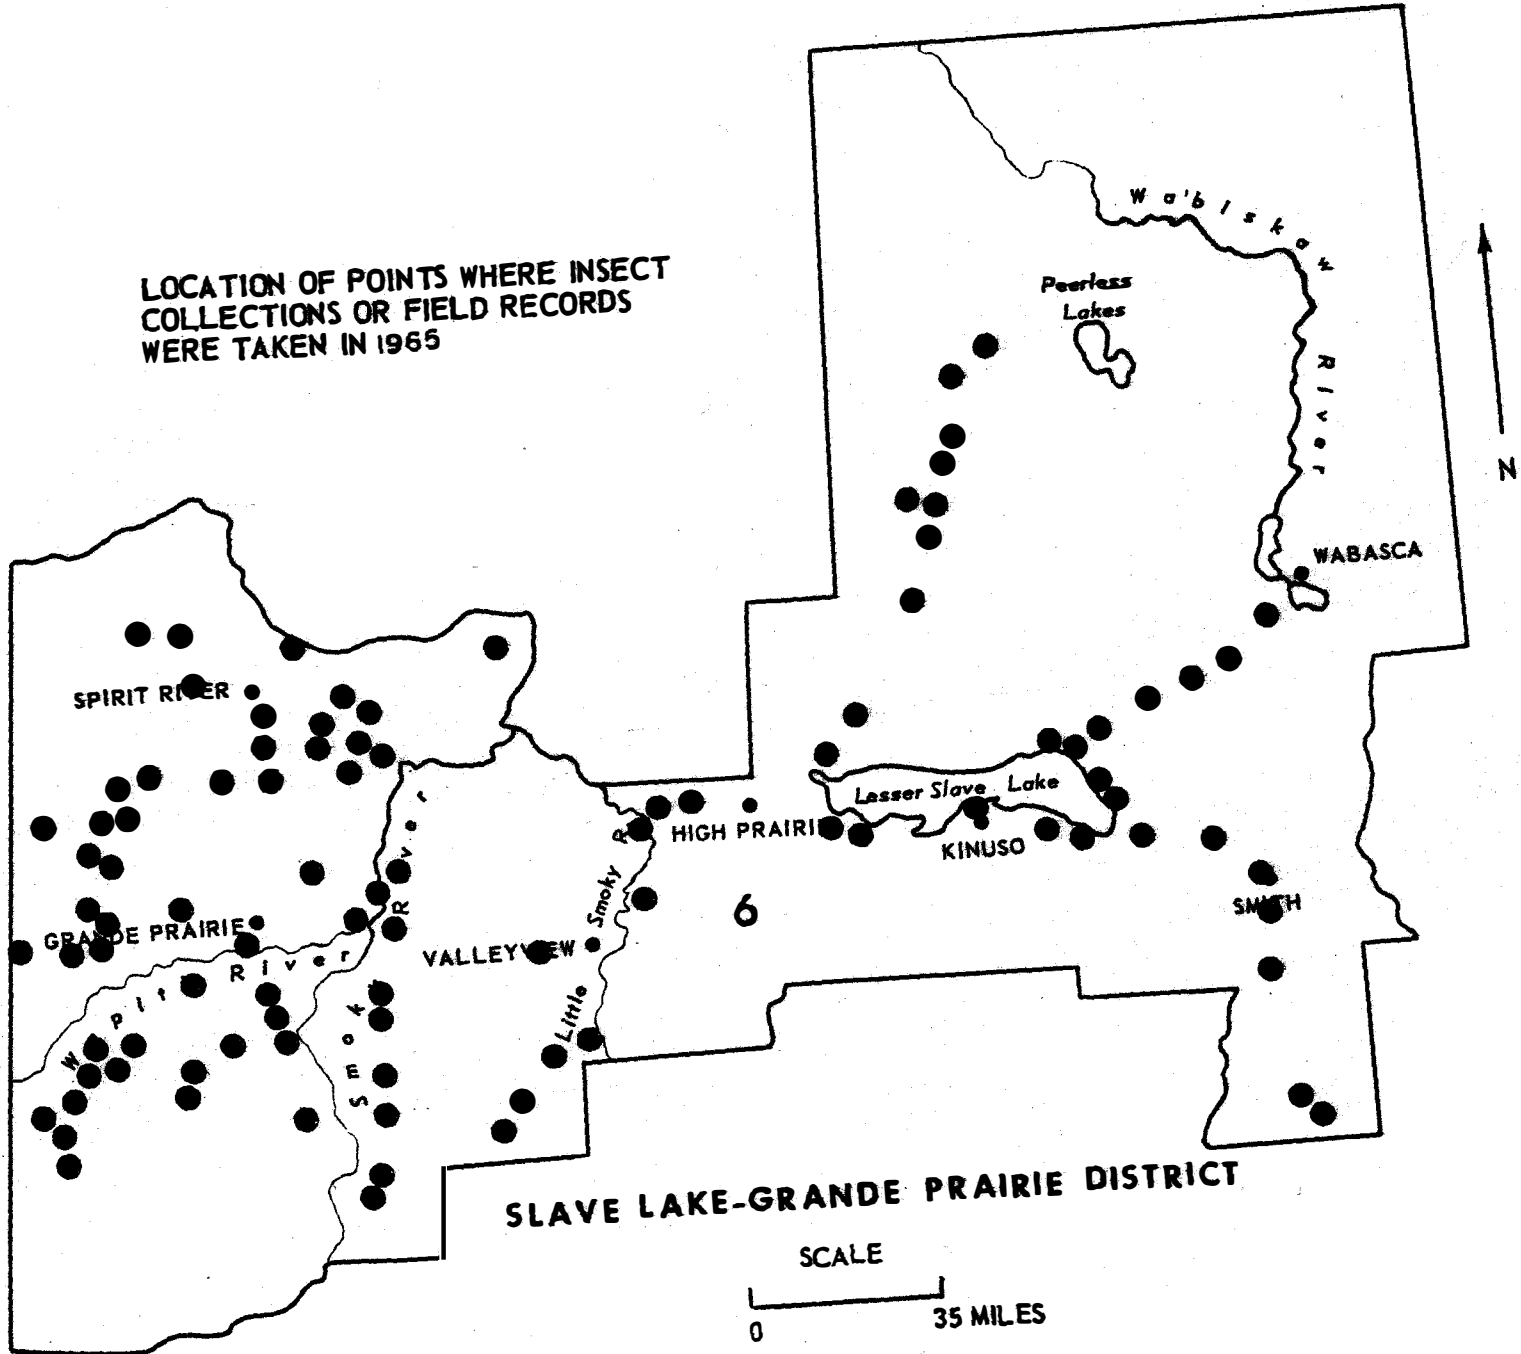 LOCATION OF POINTS WHERE INSECT
COLLECTIONS OR FIELD RECORDS
WERE TAKEN IN 1965
Wabiskaw River
Peerless
Lakes
N
WABASCA
SPIRIT RIVER
Lesser Slave Lake
HIGH PRAIRIE
KINUSO
SMITH
6
GRANDE PRAIRIE
VALLEYVIEW
Little Smoky R
Wapiti River
Smoky River
SLAVE LAKE-GRANDE PRAIRIE DISTRICT
SCALE
0
35 MILES